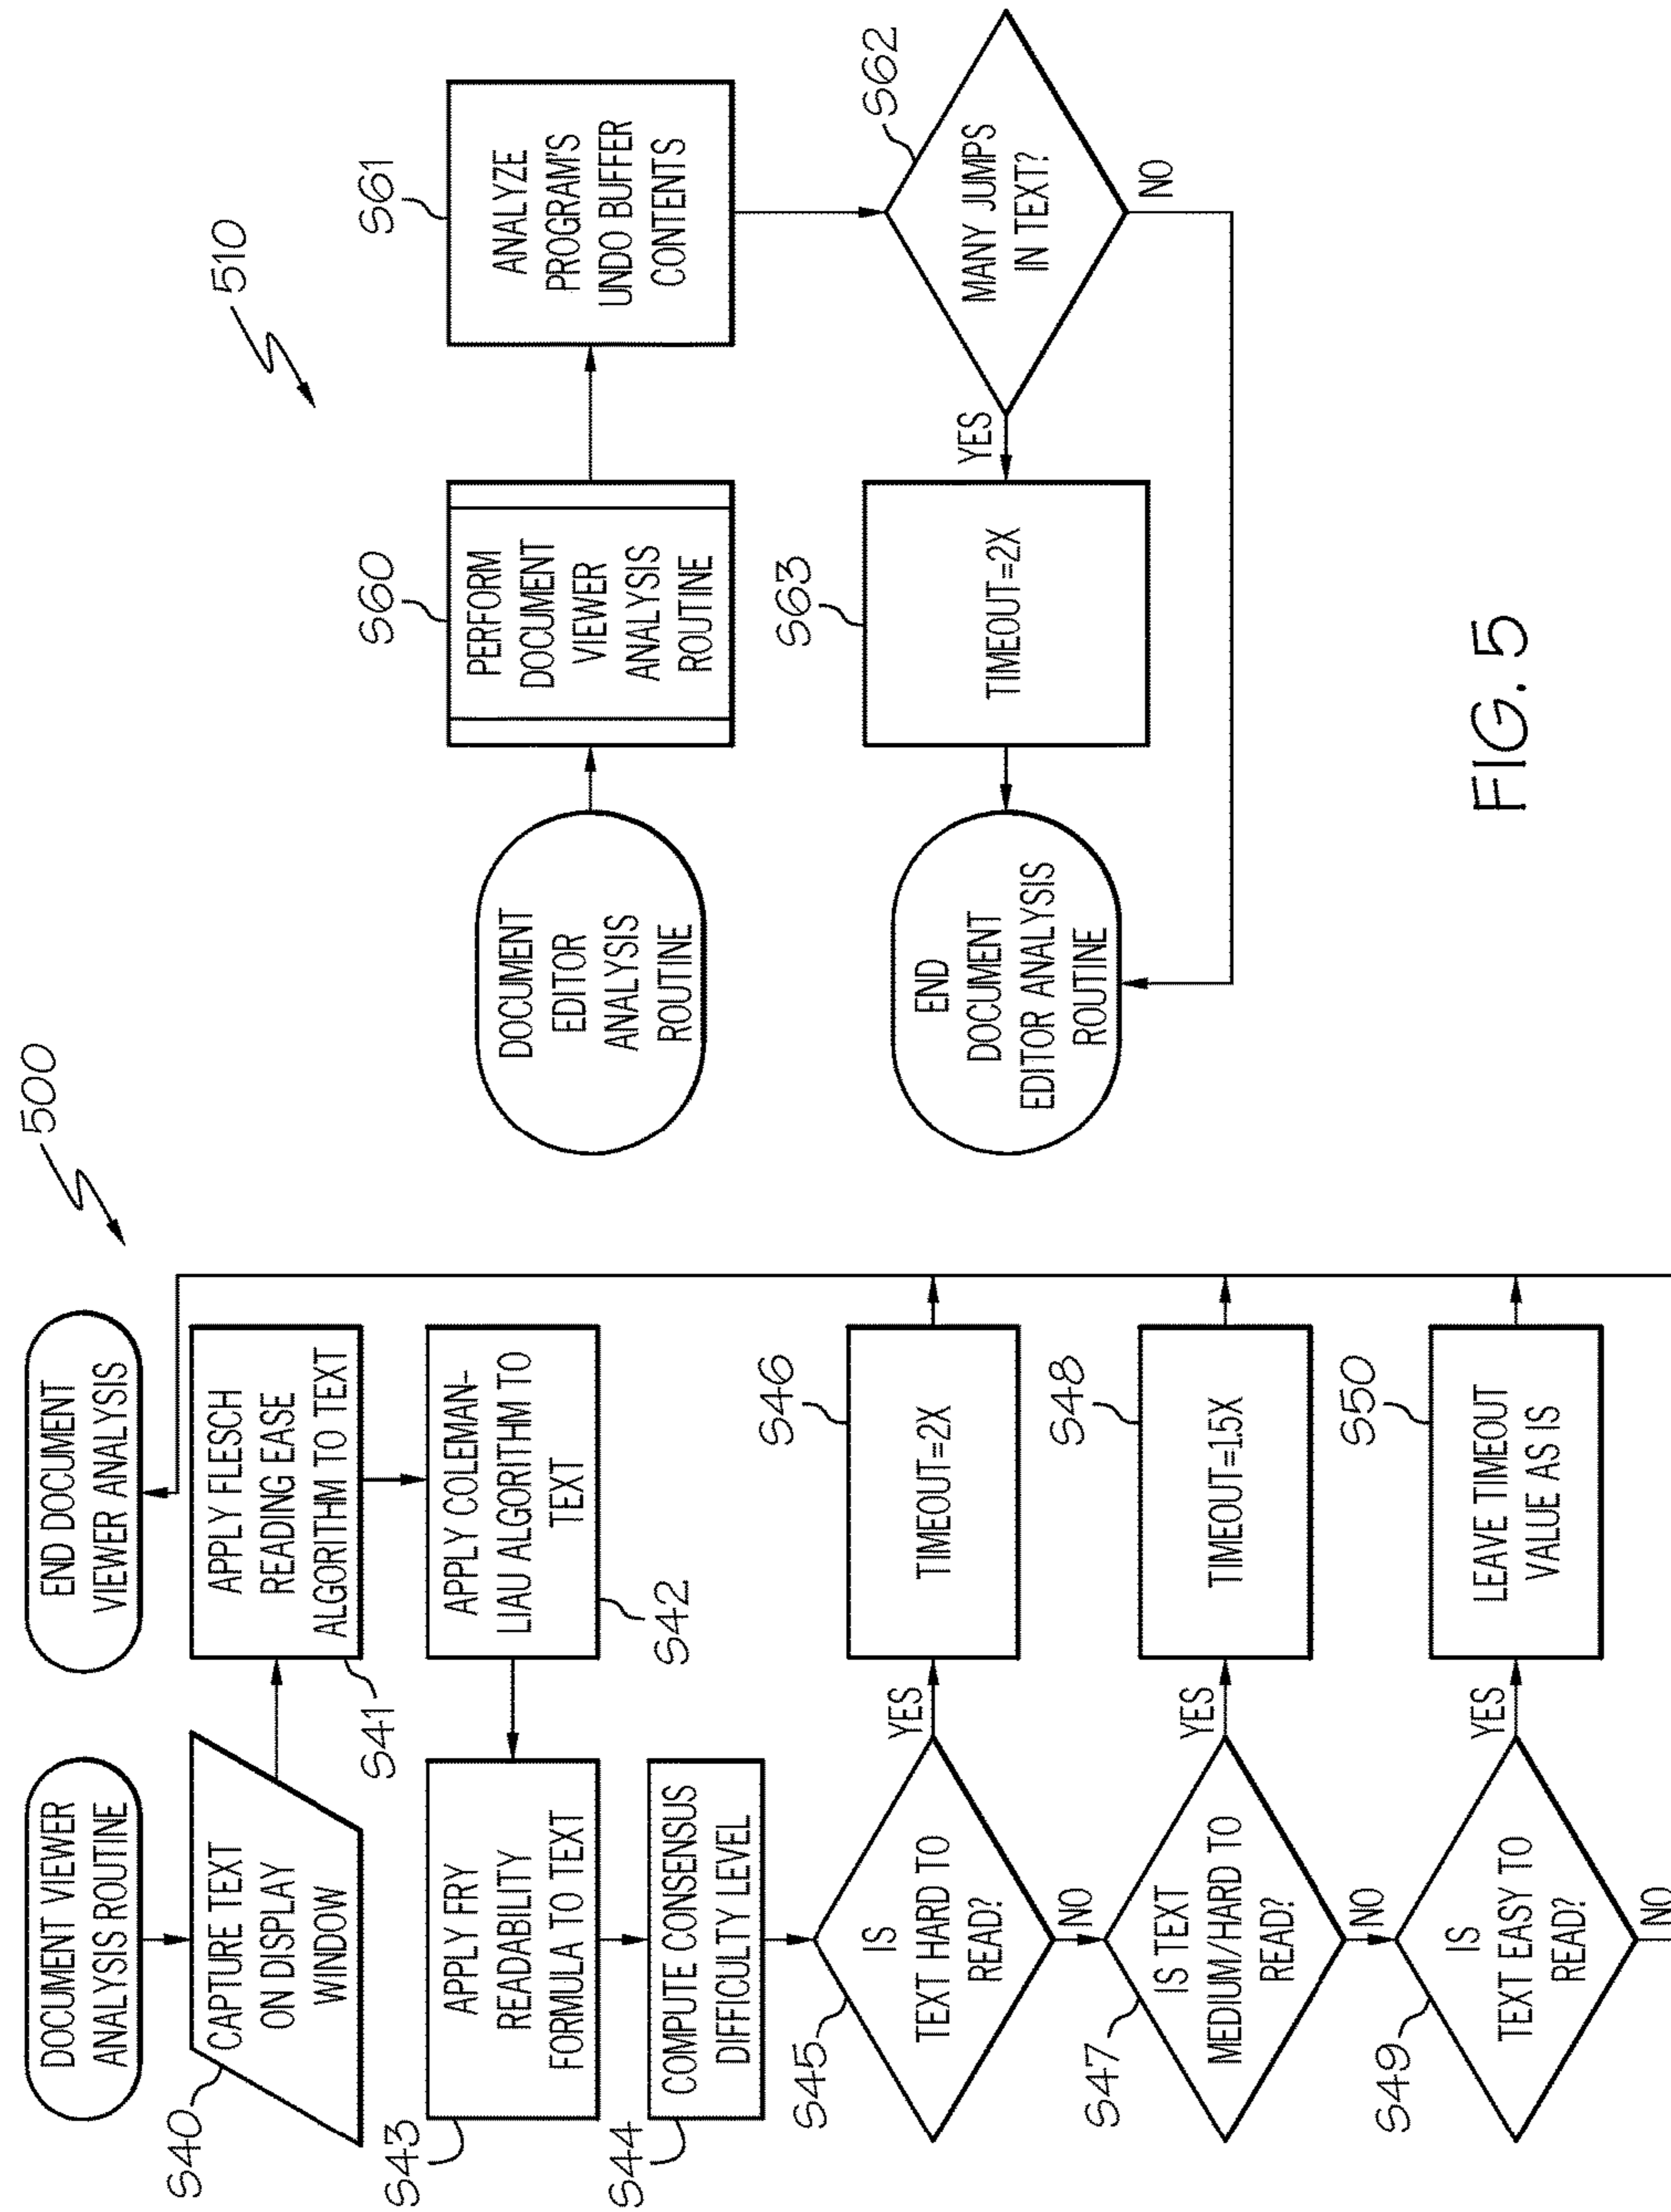 500
DOCUMENT VIEWER
ANALYSIS ROUTINE
END DOCUMENT
VIEWER ANALYSIS
S40
CAPTURE TEXT
ON DISPLAY
WINDOW
APPLY FLESCH
READING EASE
ALGORITHM TO TEXT
S41
S43
APPLY FRY
READABILITY
FORMULA TO TEXT
APPLY COLEMAN-
LIAU ALGORITHM TO
TEXT
S42
S44
COMPUTE CONSENSUS
DIFFICULTY LEVEL
S45
IS
TEXT HARD TO
READ?
YES
NO
S46
TIMEOUT=2X
S47
IS TEXT
MEDIUM/HARD TO
READ?
YES
NO
S48
TIMEOUT=1.5X
S49
IS
TEXT EASY TO
READ?
YES
NO
S50
LEAVE TIMEOUT
VALUE AS IS
510
DOCUMENT
EDITOR
ANALYSIS
ROUTINE
S60
PERFORM
DOCUMENT
VIEWER
ANALYSIS
ROUTINE
S61
ANALYZE
PROGRAM'S
UNDO BUFFER
CONTENTS
END
DOCUMENT
EDITOR ANALYSIS
ROUTINE
S63
TIMEOUT=2X
YES
S62
MANY JUMPS
IN TEXT?
NO
FIG. 5